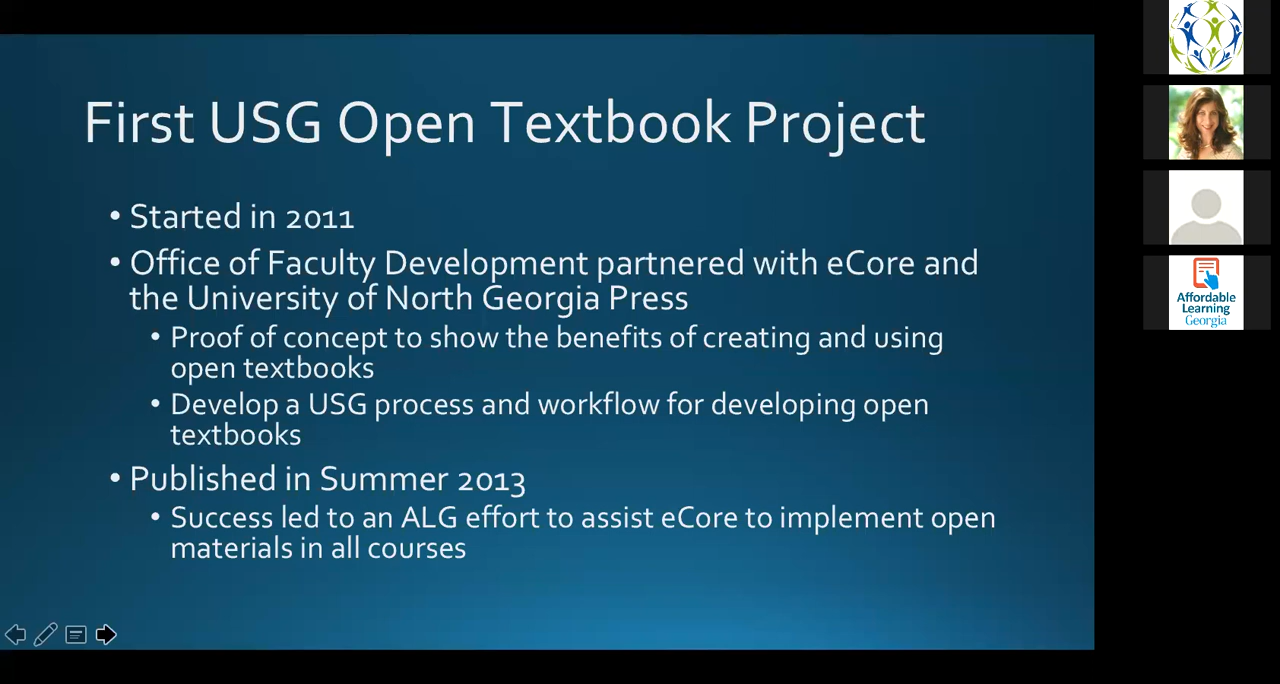 First USG Open Textbook Project
• Started in 2011
• Office of Faculty Development partnered with eCore and
the University of North Georgia Press
• Proof of concept to show the benefits of creating and using
open textbooks
• Develop a USG process and workflow for developing open
textbooks
• Published in Summer 2013
• Success led to an ALG effort to assist eCore to implement open
materials in all courses
Affordable
Learning
Georgia